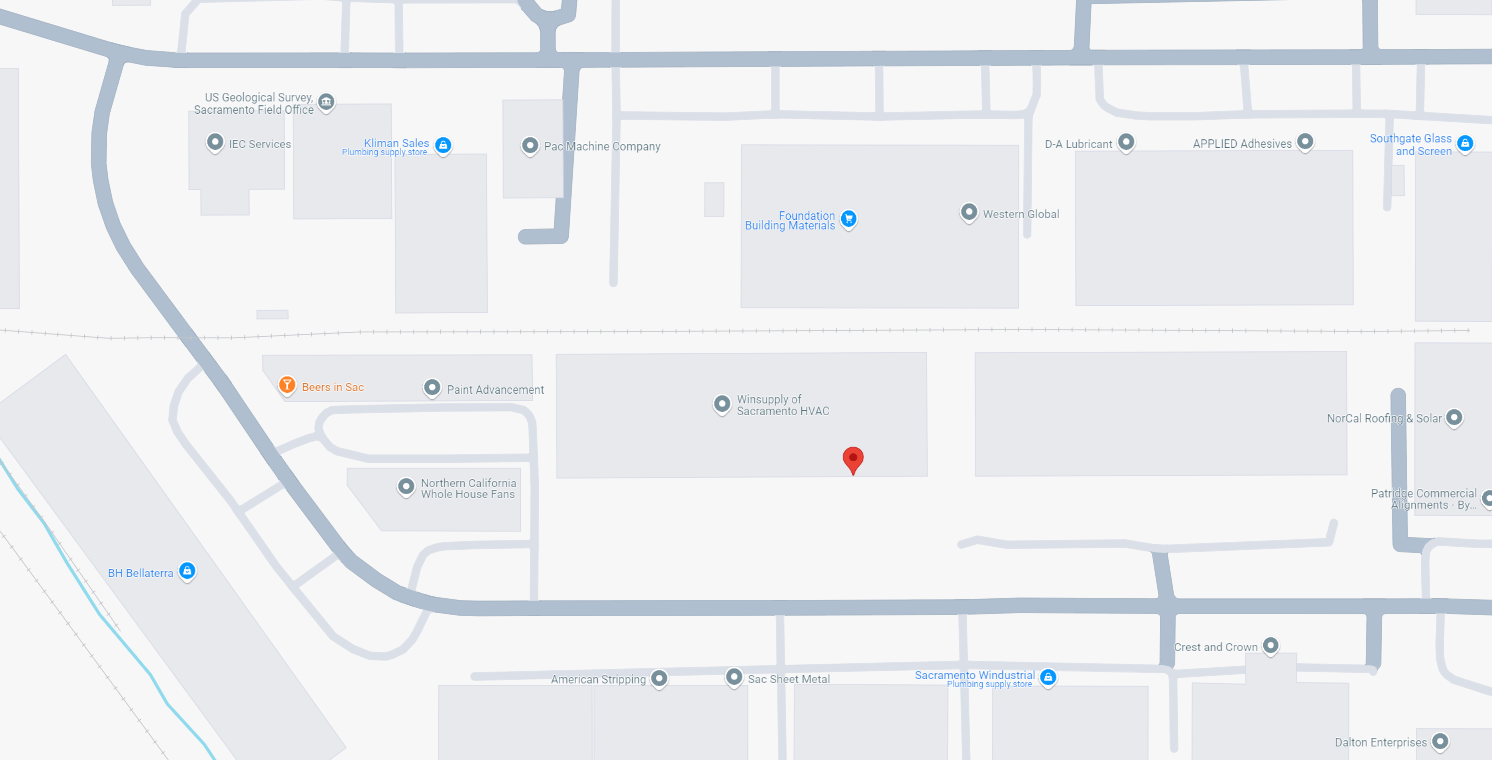 US Geological Survey,
Sacramento Field Office
IEC Services
Kliman Sales
Plumbing supply store
Pac Machine Company
D-A Lubricant
APPLIED Adhesives
Southgate Glass
and Screen
Foundation
Building Materials
Western Global
Beers in Sac
Paint Advancement
Winsupply of
Sacramento HVAC
NorCal Roofing & Solar
Northern California
Whole House Fans
Patridge Commercial
Alignments · By...
BH Bellaterra
Crest and Crown
American Stripping
Sac Sheet Metal
Sacramento Windustrial
Plumbing supply store
Dalton Enterprises